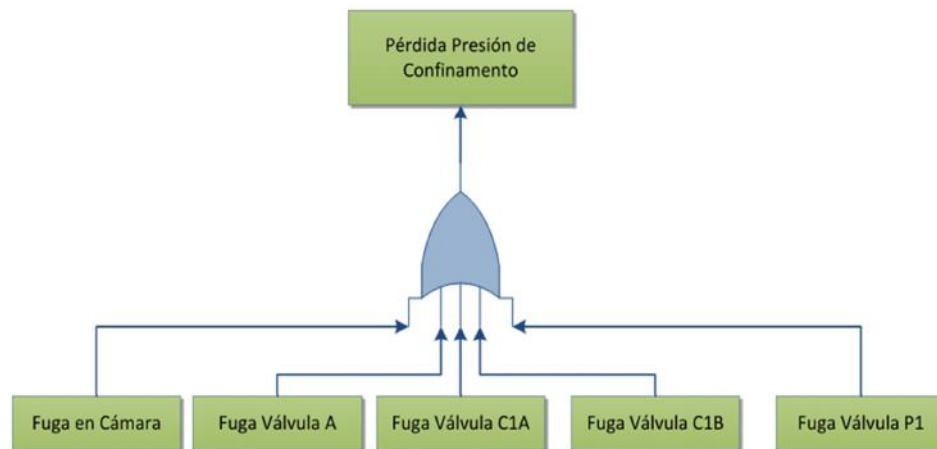 Pérdida Presión de
Confinamento
Fuga en Cámara
Fuga Válvula A
Fuga Válvula C1A
Fuga Válvula C1B
Fuga Válvula P1